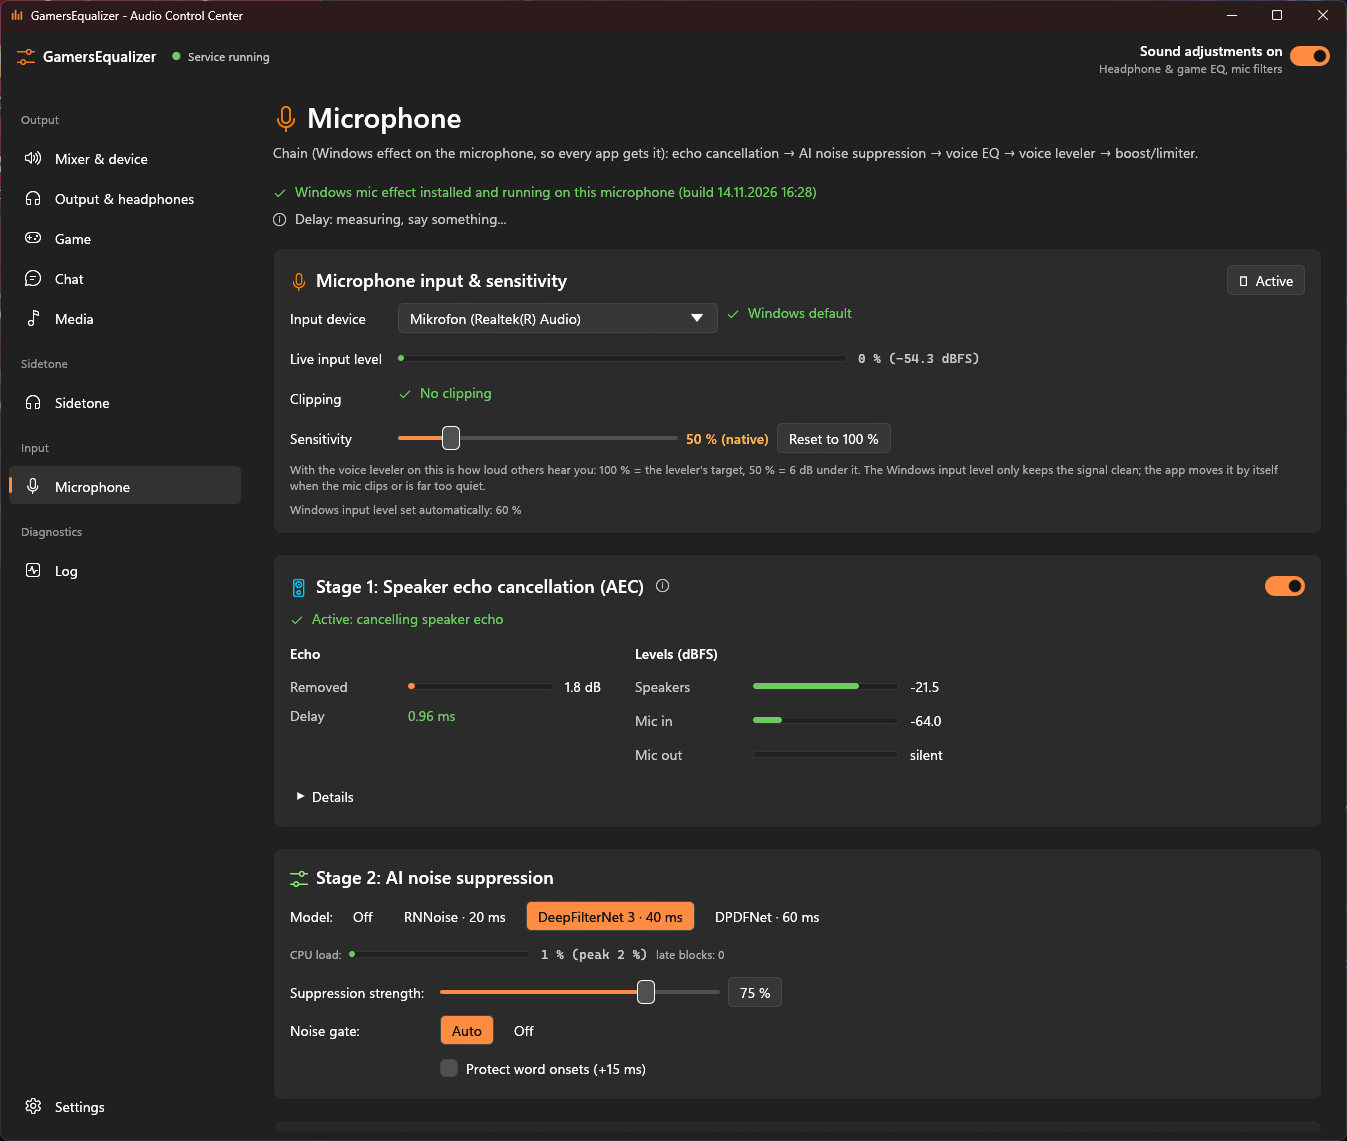 GamersEqualizer - Audio Control Center
GamersEqualizer
Service running
Sound adjustments on
Headphone & game EQ, mic filters
Output
Mixer & device
Output & headphones
Game
Chat
Media
Sidetone
Sidetone
Input
Microphone
Diagnostics
Log
Settings
Microphone
Chain (Windows effect on the microphone, so every app gets it): echo cancellation → AI noise suppression → voice EQ → voice leveler → boost/limiter.
Windows mic effect installed and running on this microphone (build 14.11.2026 16:28)
Delay: measuring, say something...
Microphone input & sensitivity
Active
Input device
Mikrofon (Realtek(R) Audio)
Windows default
Live input level
0 % (−54.3 dBFS)
Clipping
No clipping
Sensitivity
50 % (native)
Reset to 100 %
With the voice leveler on this is how loud others hear you: 100 % = the leveler's target, 50 % = 6 dB under it. The Windows input level only keeps the signal clean; the app moves it by itself
when the mic clips or is far too quiet.
Windows input level set automatically: 60 %
Stage 1: Speaker echo cancellation (AEC)
Active: cancelling speaker echo
Echo
Removed
1.8 dB
Delay
0.96 ms
Levels (dBFS)
Speakers
-21.5
Mic in
-64.0
Mic out
silent
Details
Stage 2: AI noise suppression
Model:
Off
RNNoise · 20 ms
DeepFilterNet 3 · 40 ms
DPDFNet · 60 ms
CPU load:
1 % (peak 2 %)
late blocks: 0
Suppression strength:
75 %
Noise gate:
Auto
Off
Protect word onsets (+15 ms)